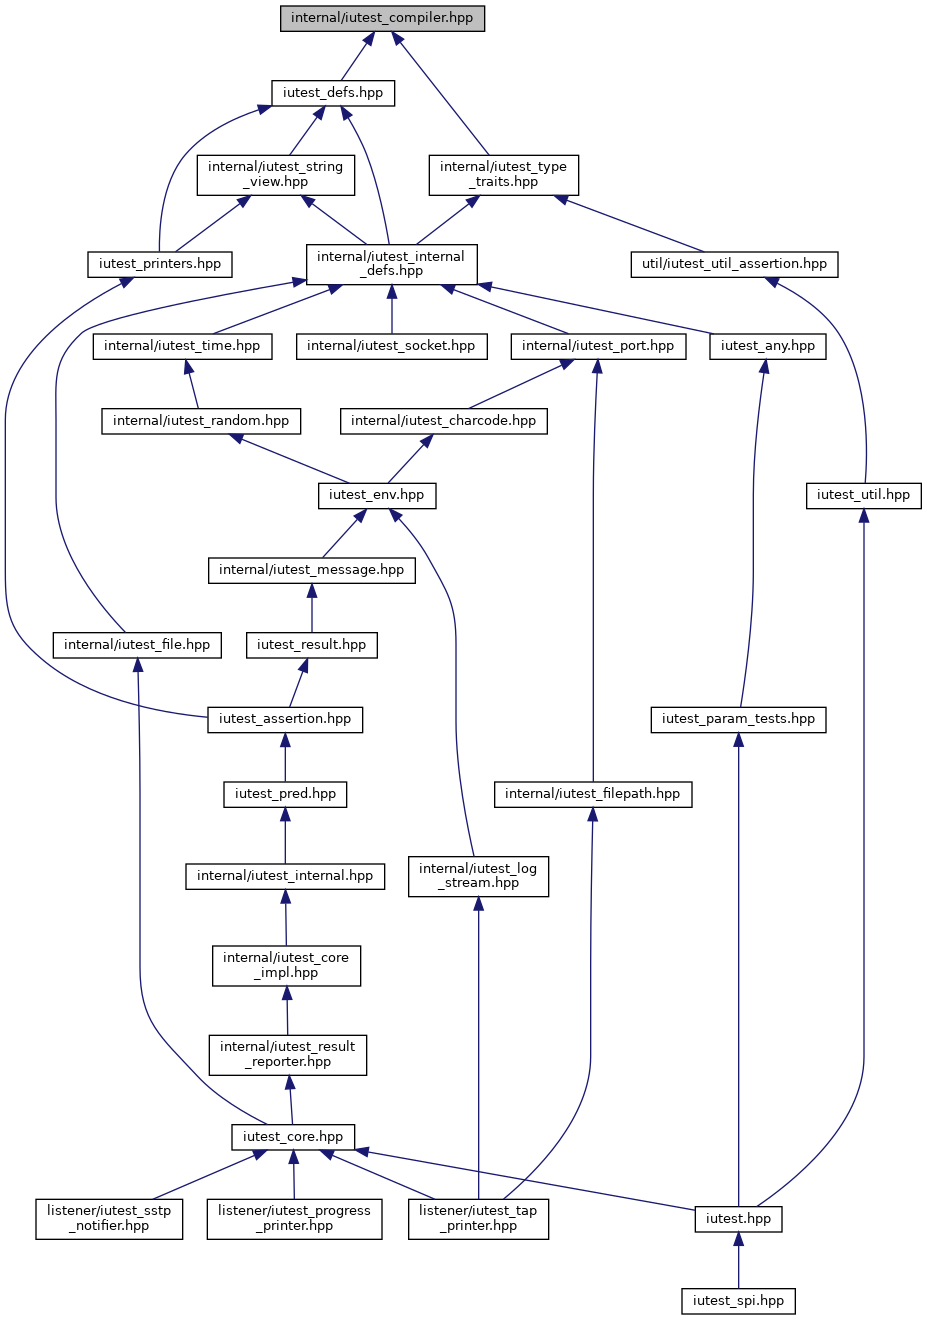 internal/iutest_compiler.hpp
iutest_defs.hpp
internal/iutest_string
_view.hpp
internal/iutest_type
_traits.hpp
iutest_printers.hpp
internal/iutest_internal
_defs.hpp
util/iutest_util_assertion.hpp
internal/iutest_time.hpp
internal/iutest_socket.hpp
internal/iutest_port.hpp
iutest_any.hpp
internal/iutest_random.hpp
internal/iutest_charcode.hpp
iutest_env.hpp
iutest_util.hpp
internal/iutest_message.hpp
internal/iutest_file.hpp
iutest_result.hpp
iutest_assertion.hpp
iutest_param_tests.hpp
iutest_pred.hpp
internal/iutest_filepath.hpp
internal/iutest_internal.hpp
internal/iutest_log
_stream.hpp
internal/iutest_core
_impl.hpp
internal/iutest_result
_reporter.hpp
iutest_core.hpp
listener/iutest_sstp
_notifier.hpp
listener/iutest_progress
_printer.hpp
listener/iutest_tap
_printer.hpp
iutest.hpp
iutest_spi.hpp